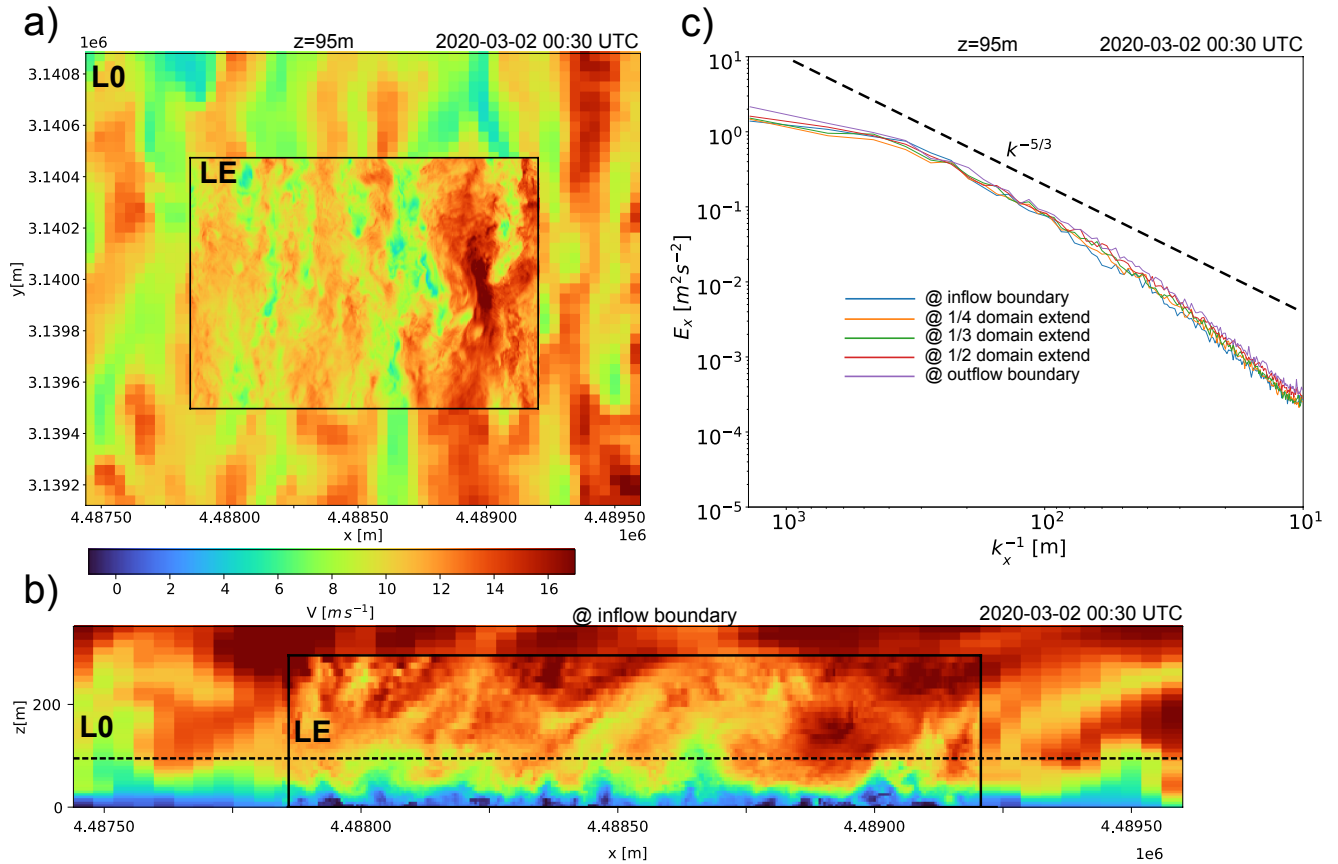 a)
1e6
z=95m
2020-03-02 00:30 UTC
L0
LE
3.1408
3.1406
3.1404
3.1402
3.1400
3.1398
3.1396
3.1394
3.1392
y[m]
4.48750
4.48800
4.48850
4.48900
4.48950
x [m]
1e6
0
2
4
6
8
10
12
14
16
V [m s⁻¹]
c)
z=95m
2020-03-02 00:30 UTC
10¹
10⁰
10⁻¹
10⁻²
10⁻³
10⁻⁴
10⁻⁵
Eₓ [m²s⁻²]
k⁻⁵/³
@ inflow boundary
@ 1/4 domain extend
@ 1/3 domain extend
@ 1/2 domain extend
@ outflow boundary
10³
10²
10¹
kₓ⁻¹ [m]
b)
@ inflow boundary
2020-03-02 00:30 UTC
L0
LE
200
0
z[m]
4.48750
4.48800
4.48850
4.48900
4.48950
x [m]
1e6